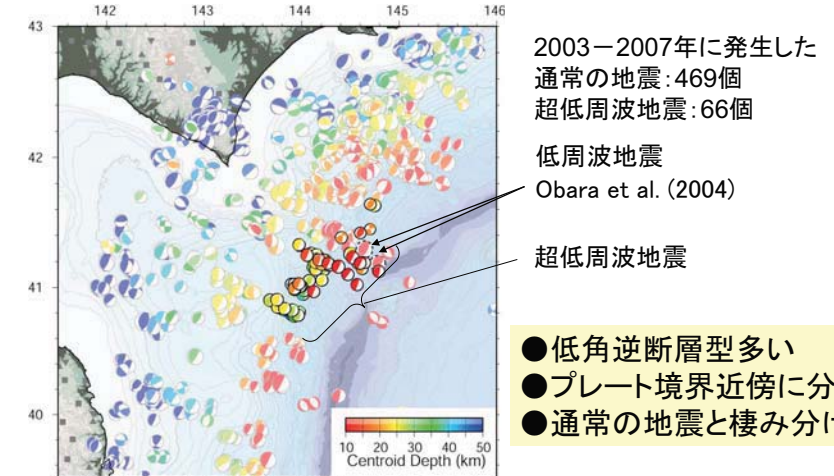 142 143 144 145 146
43
42
41
40
10 20 30 40 50
Centroid Depth (km)
2003－2007年に発生した
通常の地震：469個
超低周波地震：66個
低周波地震
Obara et al. (2004)
超低周波地震
●低角逆断層型多い
●プレート境界近傍に分
●通常の地震と棲み分け